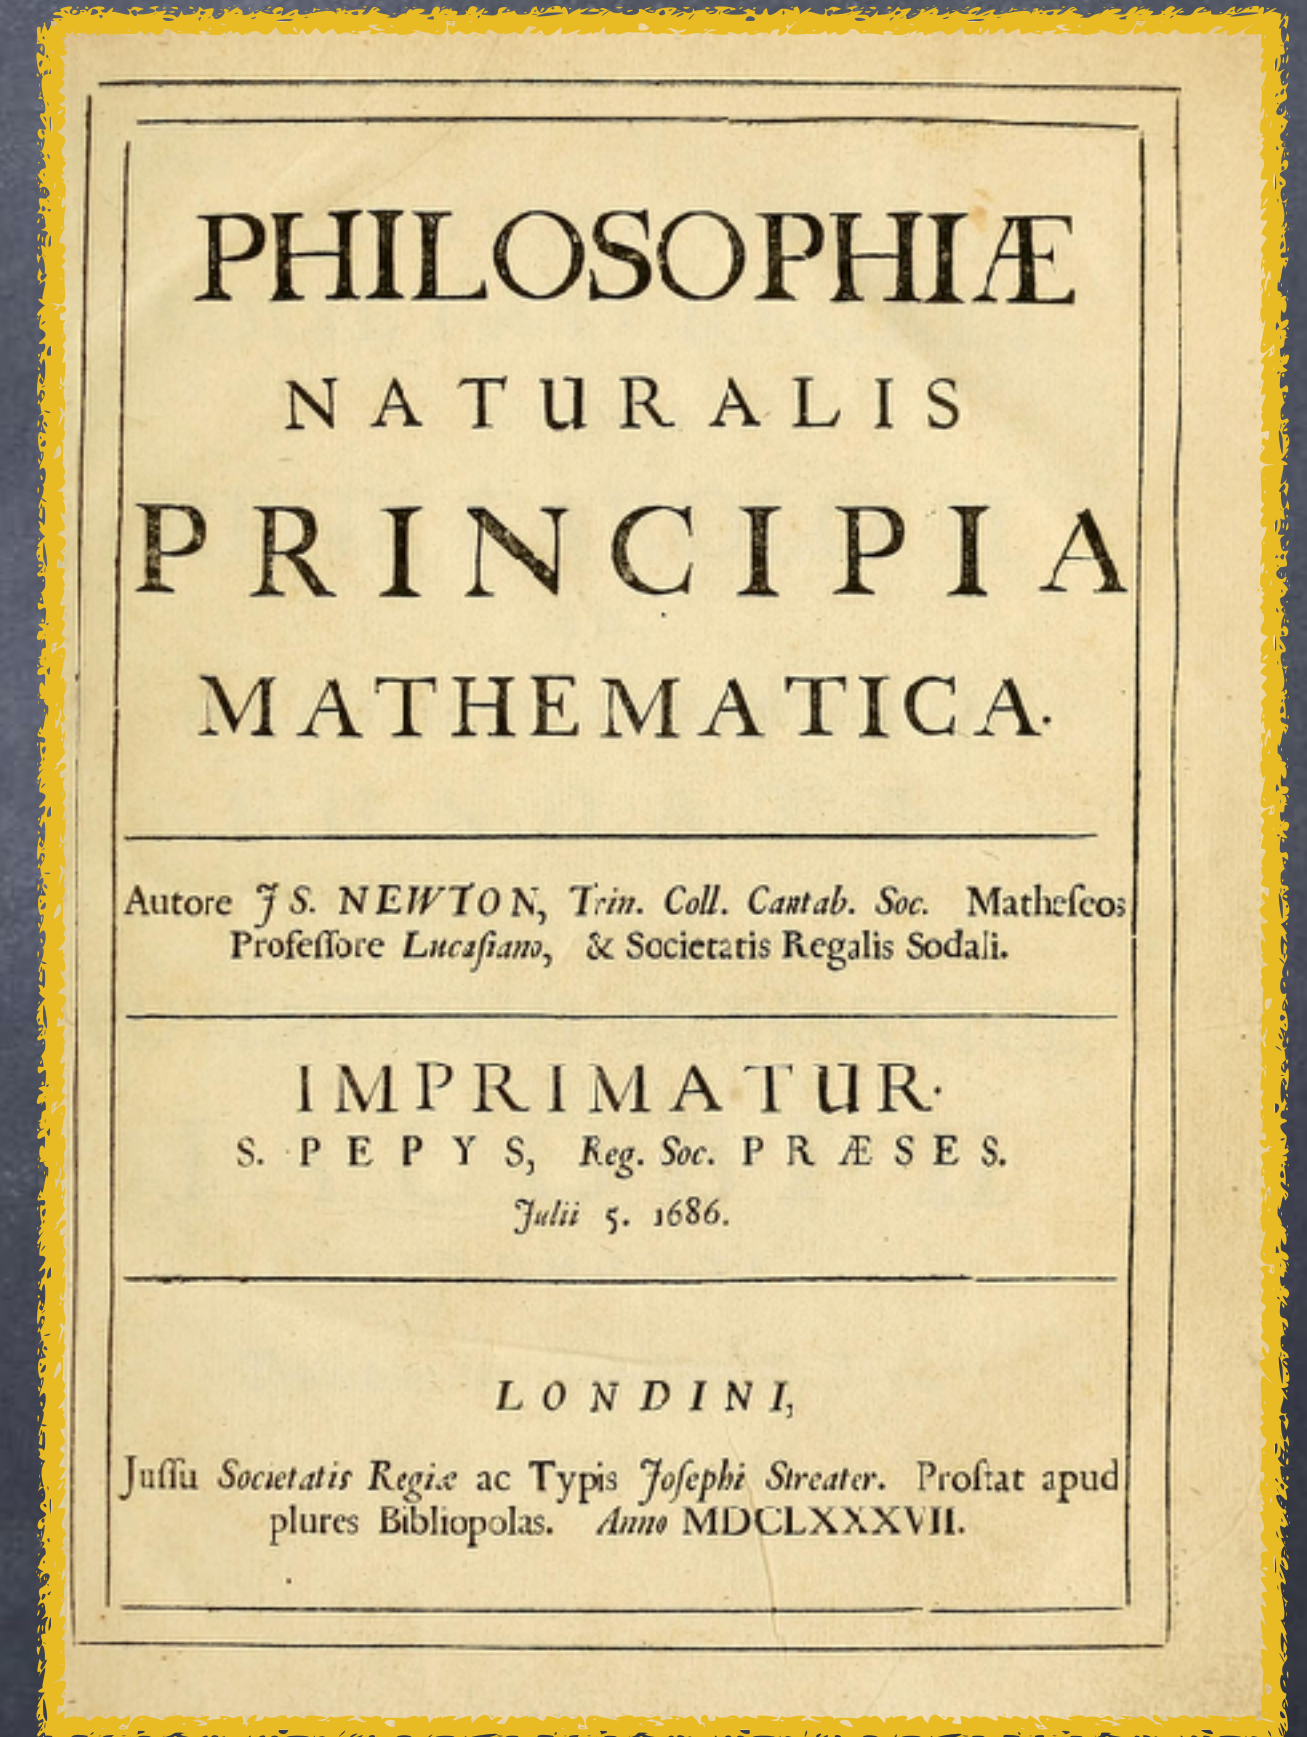 PHILOSOPHIÆ
NATURALIS
PRINCIPIA
MATHEMATICA.
Autore J S. NEWTON, Trin. Coll. Cantab. Soc. Matheſeos
Profeſſore Lucaſiano, & Societatis Regalis Sodali.
IMPRIMATUR.
S. PEPYS, Reg. Soc. PRÆSES.
Julii 5. 1686.
LONDINI,
Juſſu Societatis Regiæ ac Typis Joſephi Streater. Proſtat apud
plures Bibliopolas. Anno MDCLXXXVII.